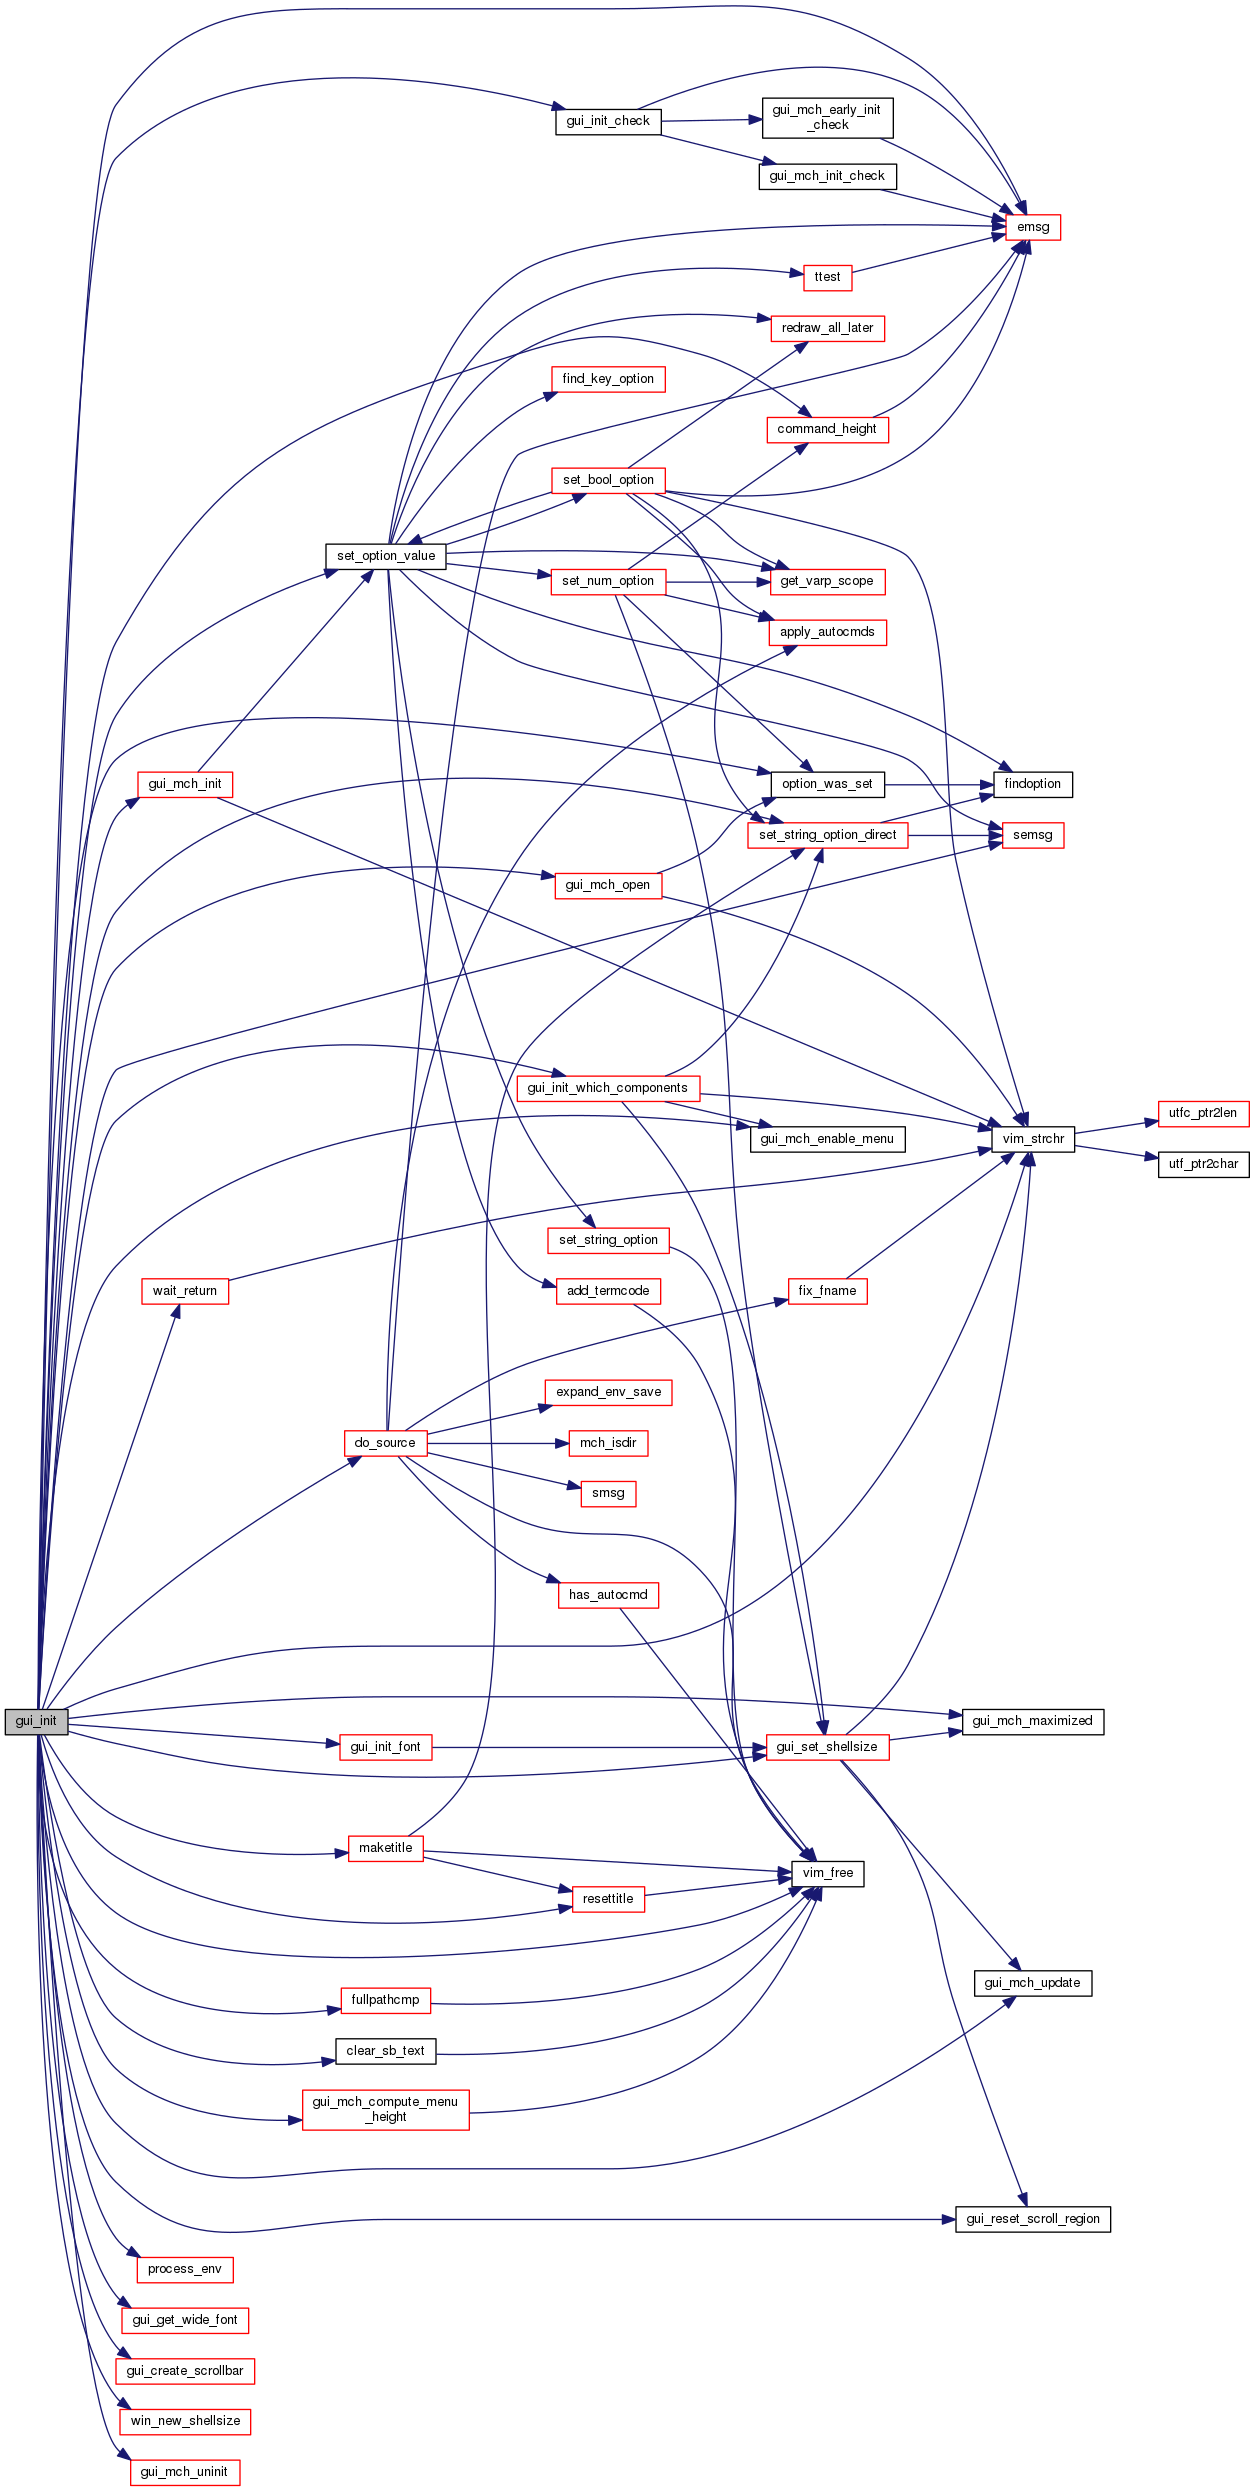 gui_mch_early_init
_check
gui_init_check
gui_mch_init_check
emsg
ttest
redraw_all_later
find_key_option
command_height
set_bool_option
set_option_value
set_num_option
get_varp_scope
apply_autocmds
gui_mch_init
option_was_set
findoption
set_string_option_direct
semsg
gui_mch_open
gui_init_which_components
utfc_ptr2len
gui_mch_enable_menu
vim_strchr
utf_ptr2char
set_string_option
wait_return
add_termcode
fix_fname
expand_env_save
do_source
mch_isdir
smsg
has_autocmd
gui_init
gui_mch_maximized
gui_init_font
gui_set_shellsize
maketitle
vim_free
resettitle
gui_mch_update
fullpathcmp
clear_sb_text
gui_mch_compute_menu
_height
gui_reset_scroll_region
process_env
gui_get_wide_font
gui_create_scrollbar
win_new_shellsize
gui_mch_uninit